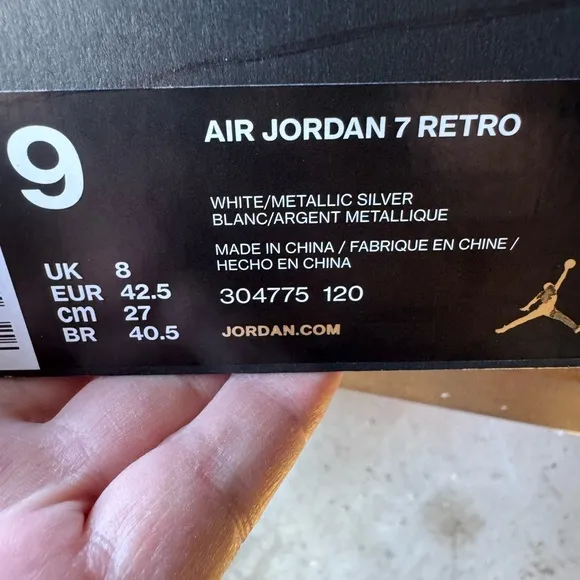 9
AIR JORDAN 7 RETRO
WHITE/METALLIC SILVER
BLANC/ARGENT METALLIQUE
MADE IN CHINA / FABRIQUE EN CHINE /
HECHO EN CHINA
UK 8
EUR 42.5
cm 27
BR 40.5
304775 120
JORDAN.COM